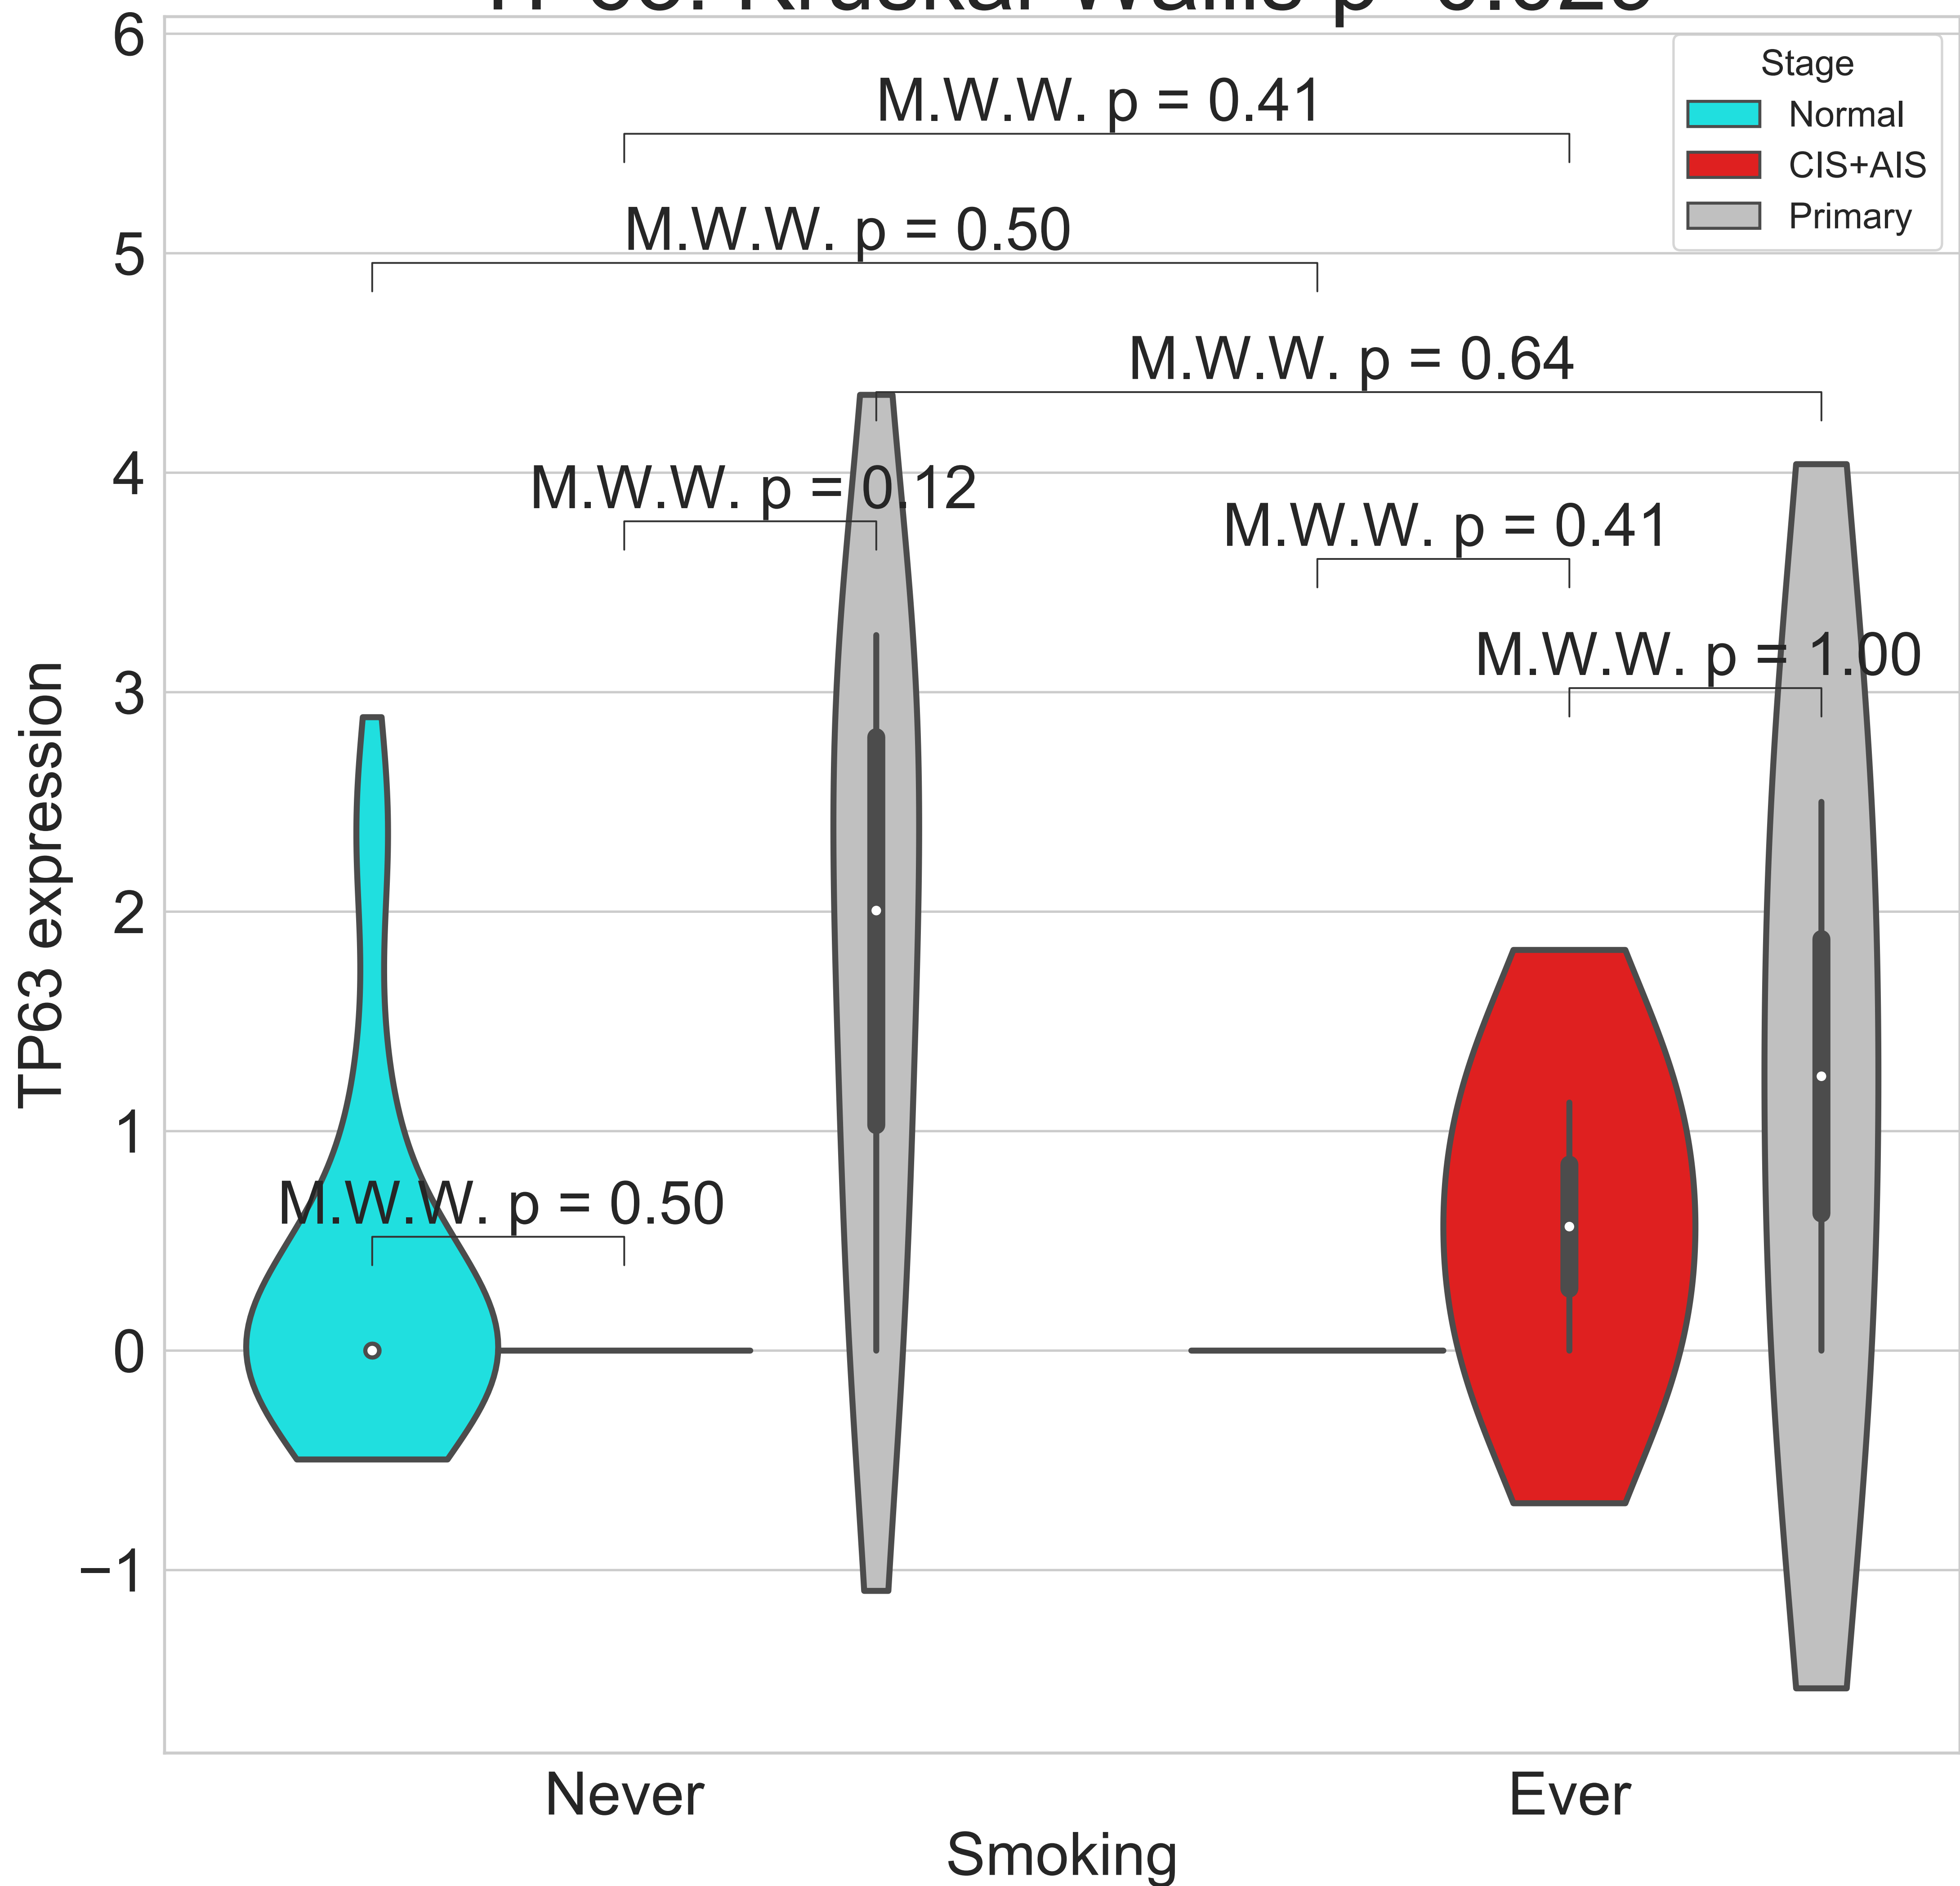 6
M.W.W. p = 0.41
Stage
Normal
CIS+AIS
Primary
M.W.W. p = 0.50
5
M.W.W. p = 0.64
4
M.W.W. p = 0.12
M.W.W. p = 0.41
M.W.W. p = 1.00
3
TP63 expression
2
1
M.W.W. p = 0.50
0
−1
Never
Ever
Smoking